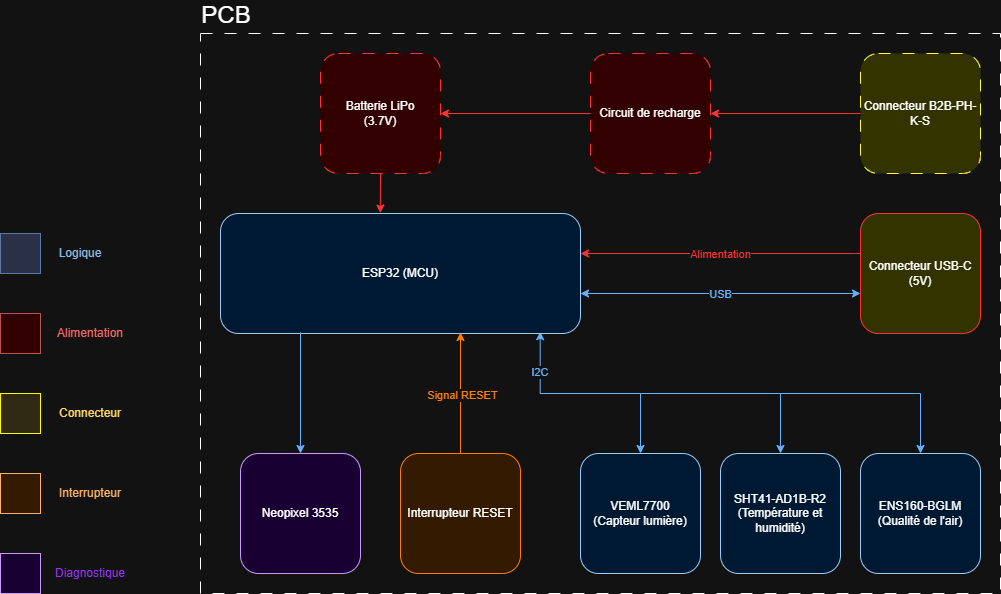 PCB
Batterie LiPo
(3.7V)
Circuit de recharge
Connecteur B2B-PH-
K-S
Logique
ESP32 (MCU)
Alimentation
USB
Connecteur USB-C
(5V)
Alimentation
I2C
Signal RESET
Connecteur
Interrupteur
Neopixel 3535
Interrupteur RESET
VEML7700
(Capteur lumière)
SHT41-AD1B-R2
(Température et
humidité)
ENS160-BGLM
(Qualité de l'air)
Diagnostique